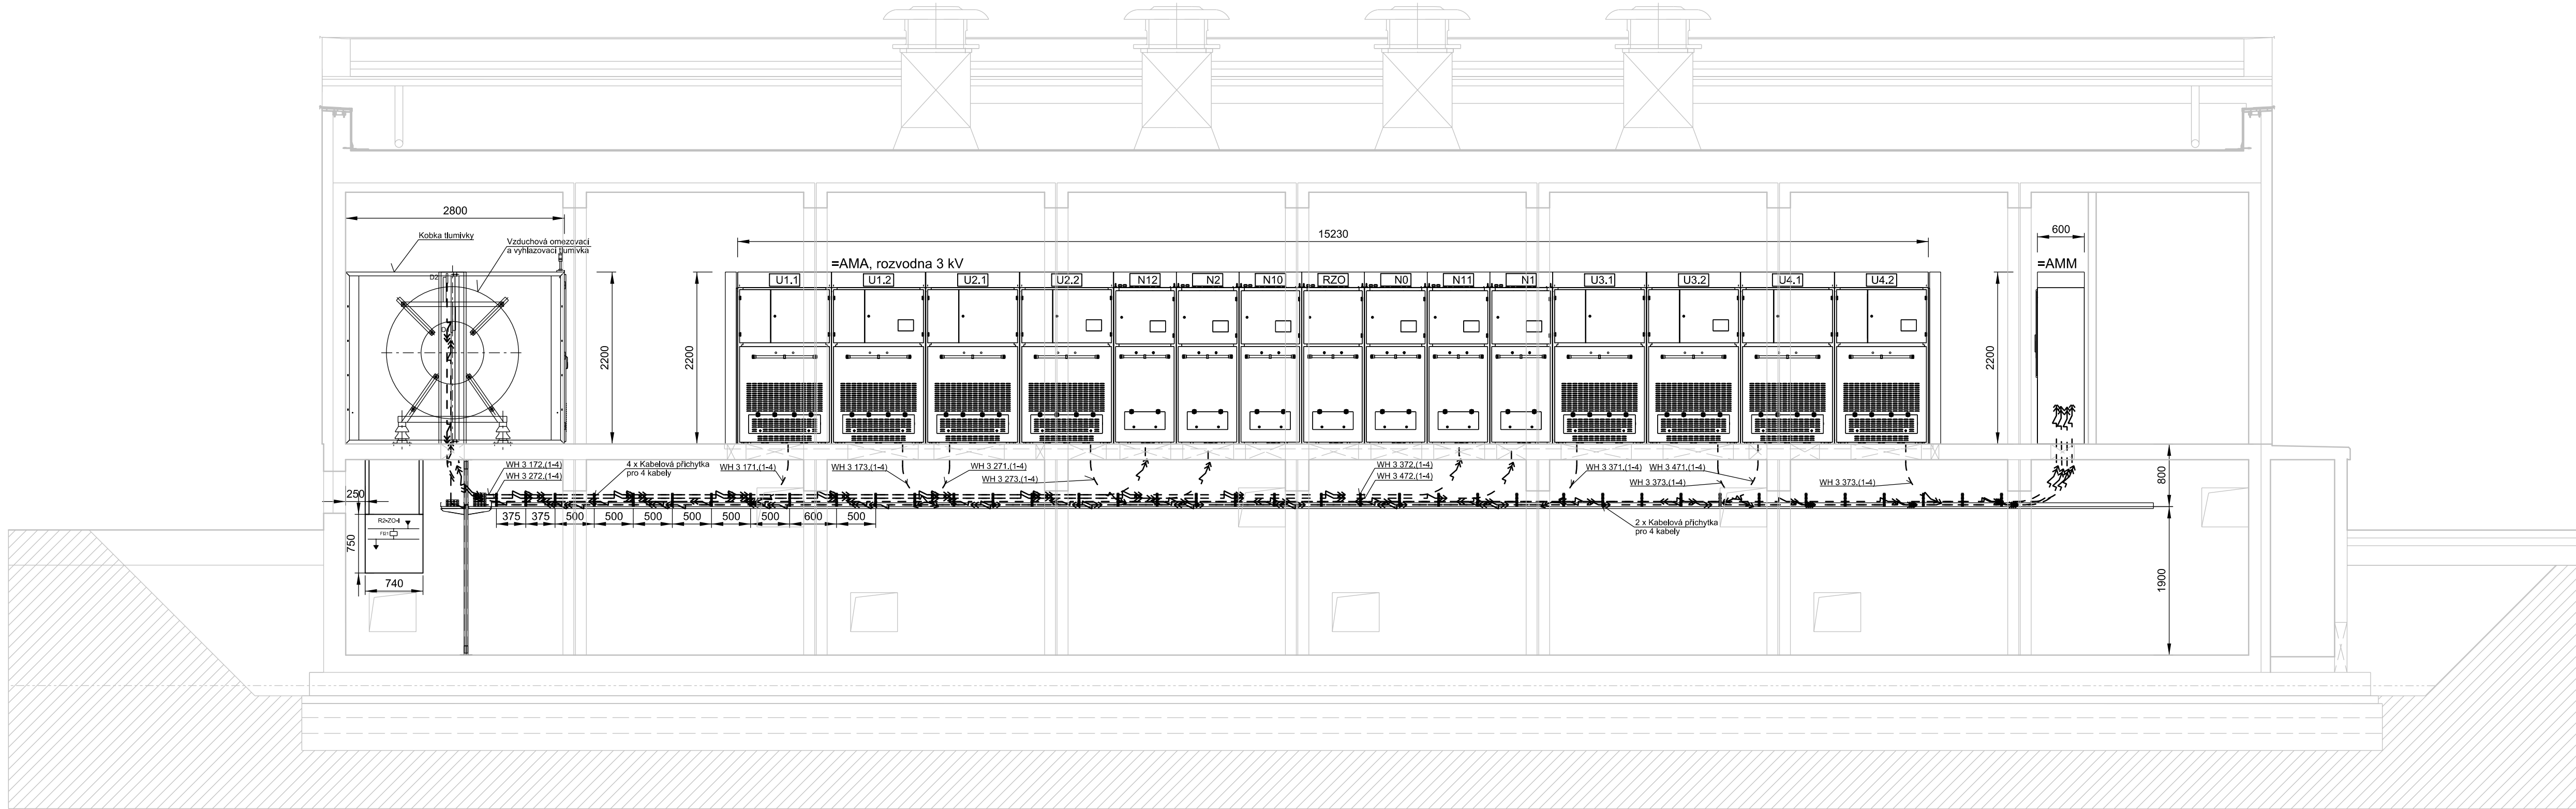 2800
Kobka tlumivky
Vzduchová omezovací
a vyhlazovací tlumivka
D2
2200
2200
15230
=AMA, rozvodna 3 kV
U1.1
U1.2
U2.1
U2.2
N12
N2
N10
RZO
N0
N11
N1
U3.1
U3.2
U4.1
U4.2
2200
600
=AMM
WH 3 172,(1-4)
WH 3 272,(1-4)
4 x Kabelová příchytka
pro 4 kabely
WH 3 171,(1-4)
WH 3 173,(1-4)
WH 3 271,(1-4)
WH 3 273,(1-4)
WH 3 372,(1-4)
WH 3 472,(1-4)
WH 3 371,(1-4)
WH 3 471,(1-4)
WH 3 373,(1-4)
WH 3 373,(1-4)
800
250
375
375
500
500
500
500
500
500
600
500
2 x Kabelová příchytka
pro 4 kabely
750
740
1900